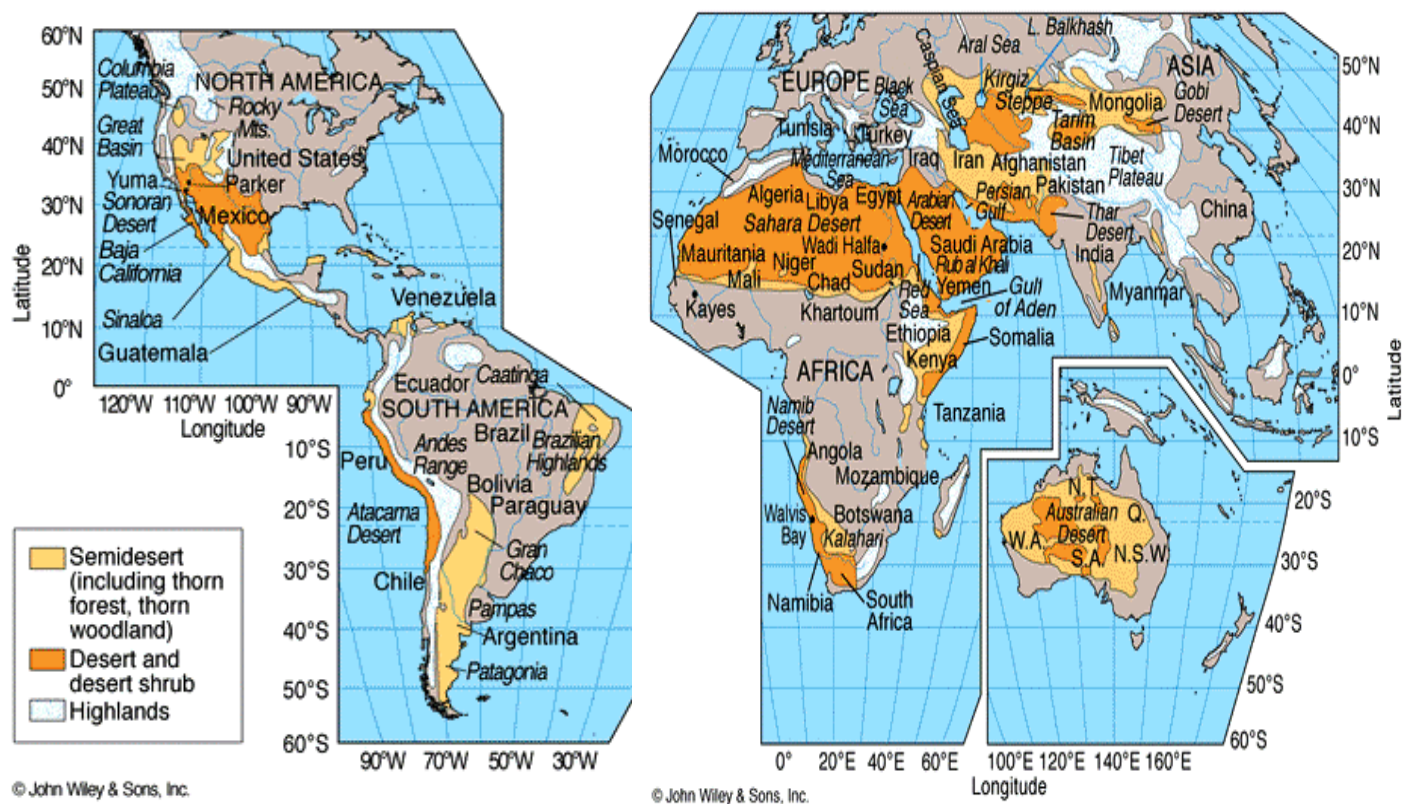 60°N
50°N
40°N
30°N
20°N
10°N
0°
Latitude
Columbia
Plateau
NORTH AMERICA
Rocky
Mts.
Great
Basin
United States
Yuma
Parker
Sonoran
Desert
Mexico
Baja
California
Sinaloa
Guatemala
Venezuela
120°W 110°W 100°W 90°W
Longitude
Ecuador
Caatinga
SOUTH AMERICA
Brazil
Andes
Range
Brazilian
Highlands
Peru
Bolivia
Paraguay
Atacama
Desert
Gran
Chaco
Chile
Pampas
Argentina
Patagonia
10°S
20°S
30°S
40°S
50°S
60°S
90°W 70°W 50°W 30°W
Semidesert
(including thorn
forest, thorn
woodland)
Desert and
desert shrub
Highlands
© John Wiley & Sons, Inc.
L. Balkhash
Aral Sea
Caspian Sea
EUROPE
Black
Sea
Kirgiz
Steppe
ASIA
Gobi
Desert
Mongolia
Tunisia
Turkey
Tarim
Basin
Morocco
Mediterranean
Sea
Iraq
Iran
Afghanistan
Tibet
Plateau
Pakistan
Algeria
Libya
Egypt
Arabian
Desert
Persian
Gulf
Senegal
Sahara Desert
Thar
Desert
China
Mauritania
Wadi Halfa
Saudi Arabia
India
Niger
Rub al Khali
Mali
Chad
Sudan
Yemen
Kayes
Khartoum
Red
Sea
Gulf
of Aden
Myanmar
Ethiopia
Somalia
Kenya
AFRICA
Tanzania
Namib
Desert
Angola
Mozambique
Walvis
Bay
Botswana
Kalahari
Namibia
South
Africa
0° 20°E 40°E 60°E
50°N
40°N
30°N
20°N
10°N
0°
10°S
Latitude
N.T.
Australian
Desert
Q.
W.A.
S.A.
N.S.W.
20°S
30°S
40°S
50°S
60°S
100°E 120°E 140°E 160°E
Longitude
© John Wiley & Sons, Inc.